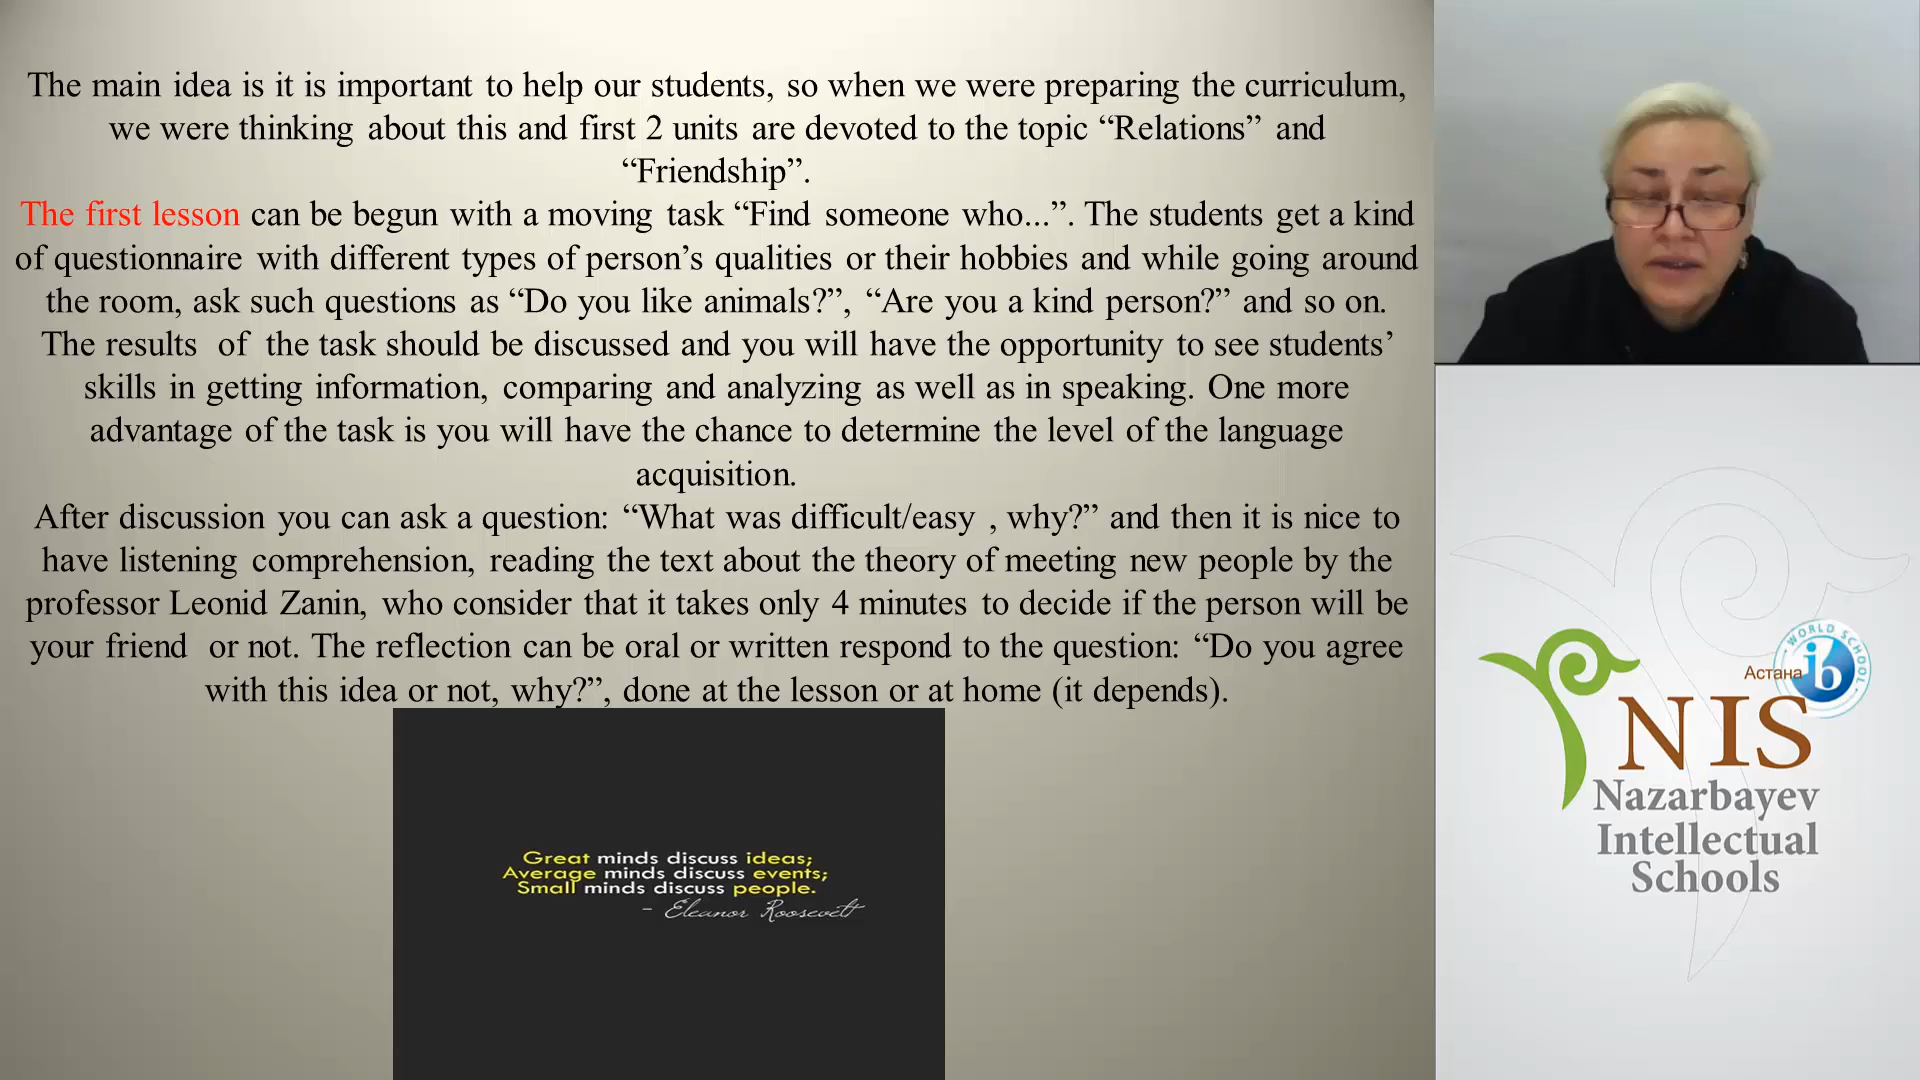 The main idea is it is important to help our students, so when we were preparing the curriculum,
we were thinking about this and first 2 units are devoted to the topic “Relations” and
“Friendship”.
The first lesson can be begun with a moving task “Find someone who...”. The students get a kind
of questionnaire with different types of person’s qualities or their hobbies and while going around
the room, ask such questions as “Do you like animals?”, “Are you a kind person?” and so on.
The results of the task should be discussed and you will have the opportunity to see students’
skills in getting information, comparing and analyzing as well as in speaking. One more
advantage of the task is you will have the chance to determine the level of the language
acquisition.
After discussion you can ask a question: “What was difficult/easy , why?” and then it is nice to
have listening comprehension, reading the text about the theory of meeting new people by the
professor Leonid Zanin, who consider that it takes only 4 minutes to decide if the person will be
your friend or not. The reflection can be oral or written respond to the question: “Do you agree
with this idea or not, why?”, done at the lesson or at home (it depends).
Great minds discuss ideas;
Average minds discuss events;
Small minds discuss people.
- Eleanor Roosevelt
WORLD SCHOOL
ib
Астана
NIS
Nazarbayev
Intellectual
Schools